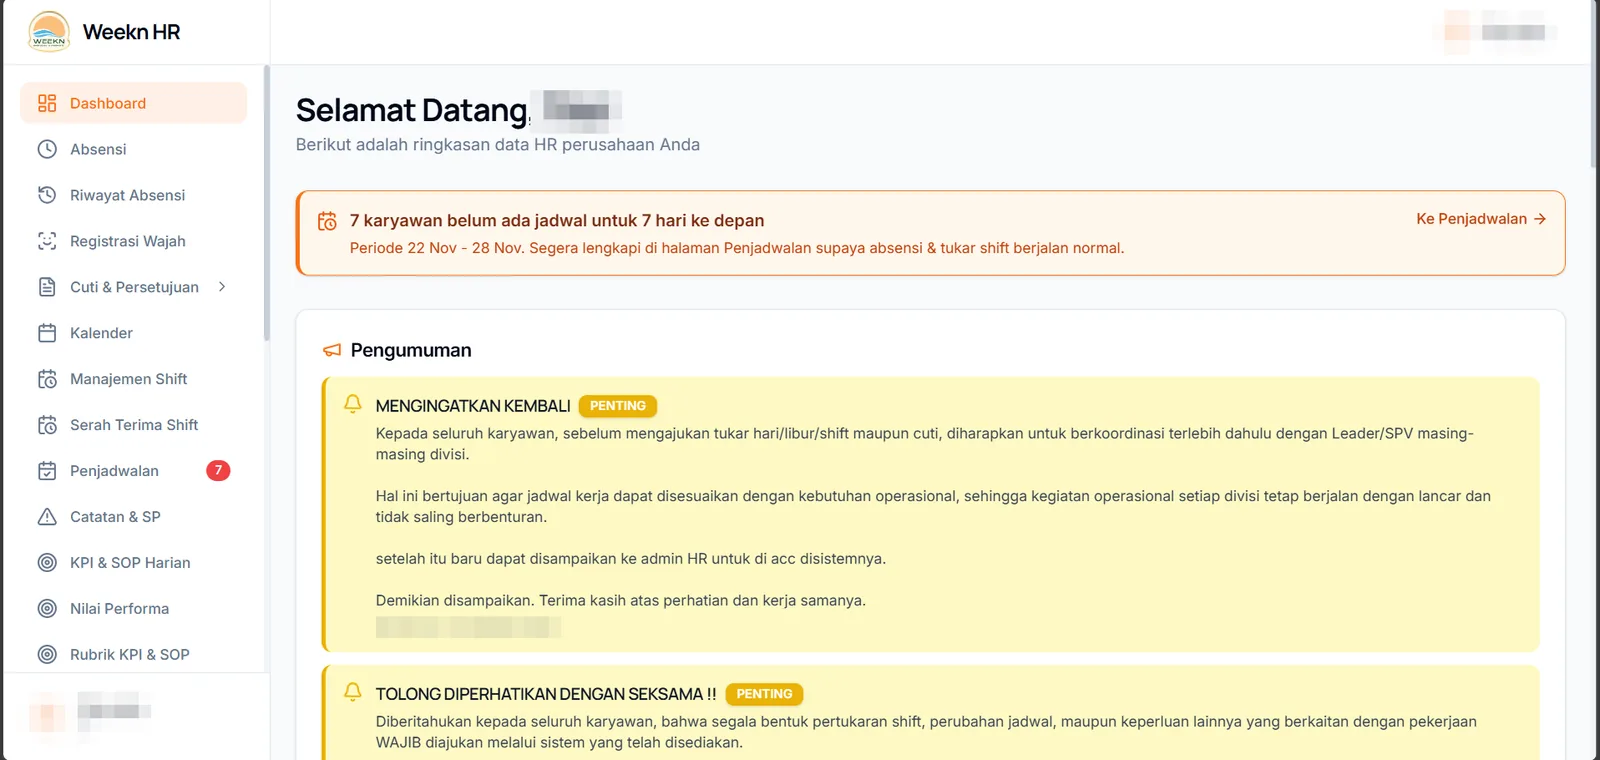 WEEKN
Weekn HR
Dashboard
Absensi
Riwayat Absensi
Registrasi Wajah
Cuti & Persetujuan
Kalender
Manajemen Shift
Serah Terima Shift
Penjadwalan 7
Catatan & SP
KPI & SOP Harian
Nilai Performa
Rubrik KPI & SOP
Selamat Datang,
Berikut adalah ringkasan data HR perusahaan Anda
7 karyawan belum ada jadwal untuk 7 hari ke depan
Ke Penjadwalan →
Periode 22 Nov - 28 Nov. Segera lengkapi di halaman Penjadwalan supaya absensi & tukar shift berjalan normal.
Pengumuman
MENGINGATKAN KEMBALI PENTING
Kepada seluruh karyawan, sebelum mengajukan tukar hari/libur/shift maupun cuti, diharapkan untuk berkoordinasi terlebih dahulu dengan Leader/SPV masing-
masing divisi.
Hal ini bertujuan agar jadwal kerja dapat disesuaikan dengan kebutuhan operasional, sehingga kegiatan operasional setiap divisi tetap berjalan dengan lancar dan
tidak saling berbenturan.
setelah itu baru dapat disampaikan ke admin HR untuk di acc disistemnya.
Demikian disampaikan. Terima kasih atas perhatian dan kerja samanya.
TOLONG DIPERHATIKAN DENGAN SEKSAMA !! PENTING
Diberitahukan kepada seluruh karyawan, bahwa segala bentuk pertukaran shift, perubahan jadwal, maupun keperluan lainnya yang berkaitan dengan pekerjaan
WAJIB diajukan melalui sistem yang telah disediakan.